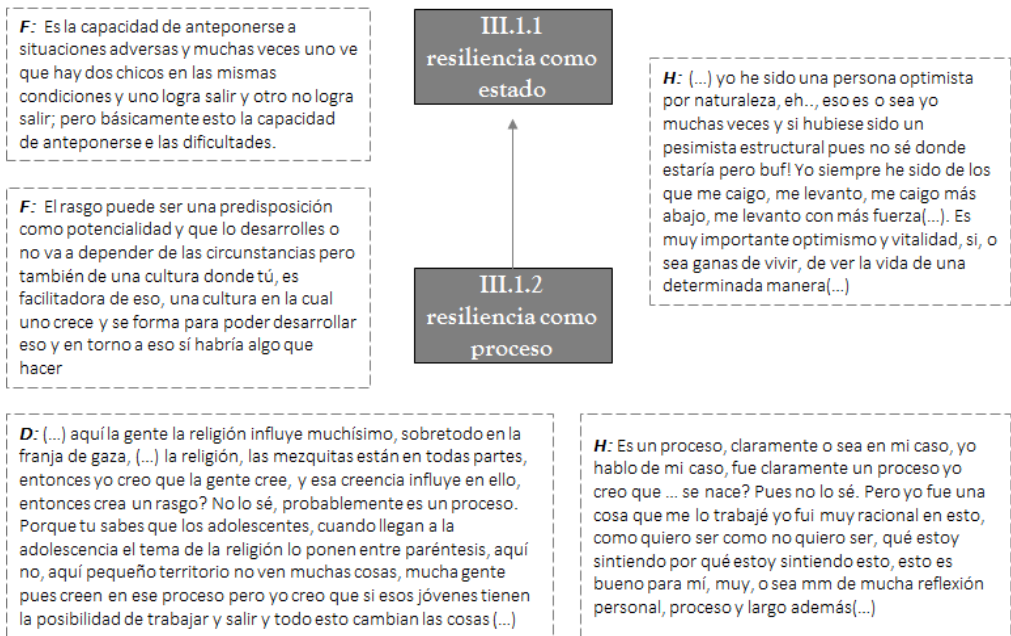 F: Es la capacidad de anteponerse a
situaciones adversas y muchas veces uno ve
que hay dos chicos en las mismas
condiciones y uno logra salir y otro no logra
salir; pero básicamente esto la capacidad
de anteponerse e las dificultades.
III.1.1
resiliencia como
estado
H: (...) yo he sido una persona optimista
por naturaleza, eh.., eso es o sea yo
muchas veces y si hubiese sido un
pesimista estructural pues no sé donde
estaría pero buf! Yo siempre he sido de los
que me caigo, me levanto, me caigo más
abajo, me levanto con más fuerza(...). Es
muy importante optimismo y vitalidad, si, o
sea ganas de vivir, de ver la vida de una
determinada manera(...)
F: El rasgo puede ser una predisposición
como potencialidad y que lo desarrolles o
no va a depender de las circunstancias pero
también de una cultura donde tú, es
facilitadora de eso, una cultura en la cual
uno crece y se forma para poder desarrollar
eso y en torno a eso sí habría algo que
hacer
III.1.2
resiliencia como
proceso
D: (...) aquí la gente la religión influye muchísimo, sobretodo en la
franja de gaza, (...) la religión, las mezquitas están en todas partes,
entonces yo creo que la gente cree, y esa creencia influye en ello,
entonces crea un rasgo? No lo sé, probablemente es un proceso.
Porque tu sabes que los adolescentes, cuando llegan a la
adolescencia el tema de la religión lo ponen entre paréntesis, aquí
no, aquí pequeño territorio no ven muchas cosas, mucha gente
pues creen en ese proceso pero yo creo que si esos jóvenes tienen
la posibilidad de trabajar y salir y todo esto cambian las cosas (...)
H: Es un proceso, claramente o sea en mi caso, yo
hablo de mi caso, fue claramente un proceso yo
creo que ... se nace? Pues no lo sé. Pero yo fue una
cosa que me lo trabajé yo fui muy racional en esto,
como quiero ser como no quiero ser, qué estoy
sintiendo por qué estoy sintiendo esto, esto es
bueno para mí, muy, o sea mm de mucha reflexión
personal, proceso y largo además(...)